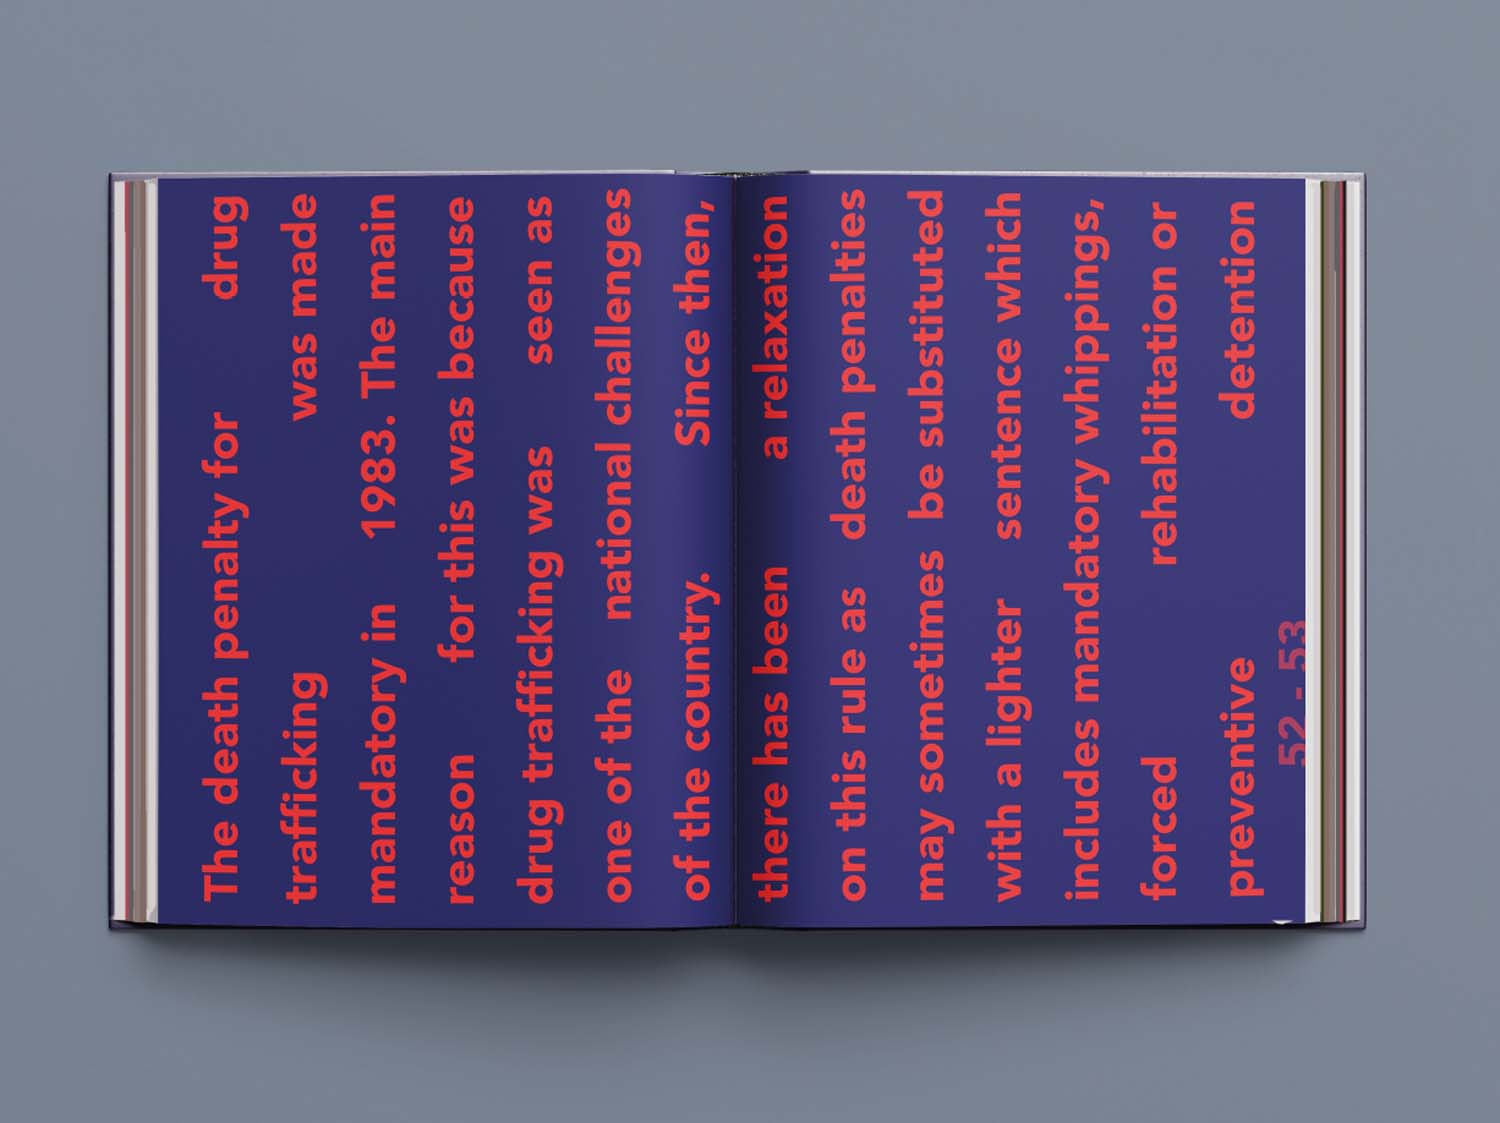 The death penalty for drug
trafficking was made
mandatory in 1983. The main
reason for this was because
drug trafficking was seen as
one of the national challenges
of the country. Since then,
there has been a relaxation
on this rule as death penalties
may sometimes be substituted
with a lighter sentence which
includes mandatory whippings,
forced rehabilitation or
preventive detention
52 - 53